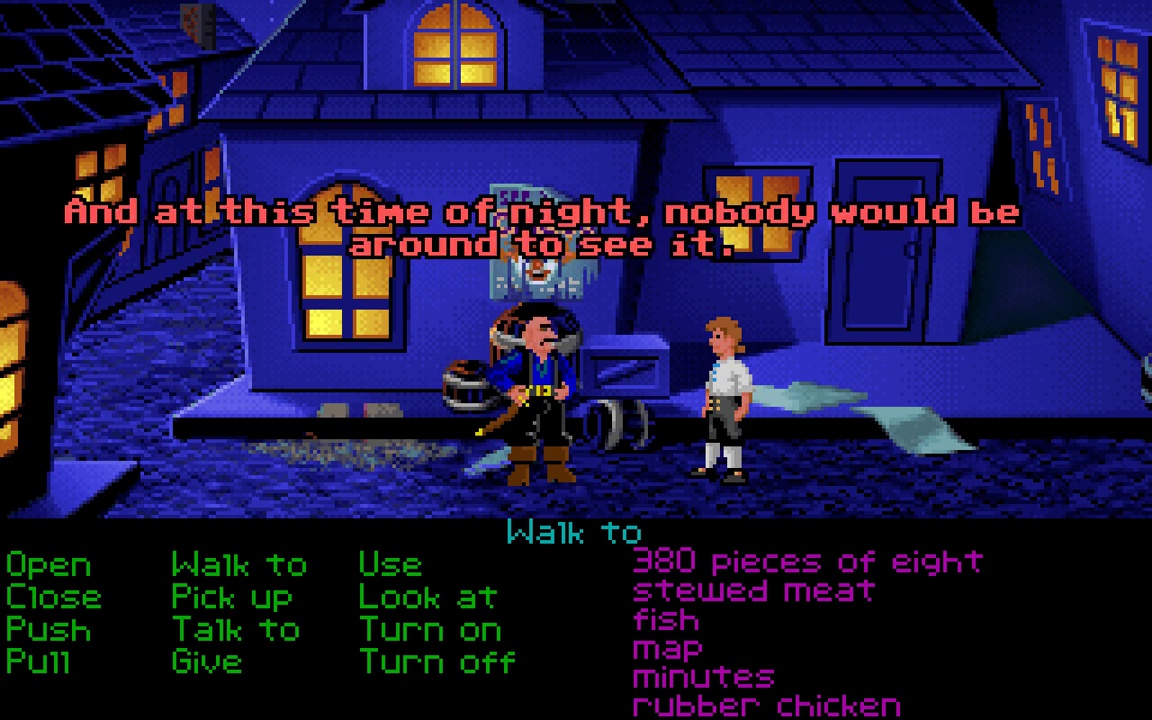 And at this time of night, nobody would be
around to see it.
Walk to
Open Walk to Use 380 pieces of eight
Close Pick up Look at stewed meat
Push Talk to Turn on fish
Pull Give Turn off map
minutes
rubber chicken